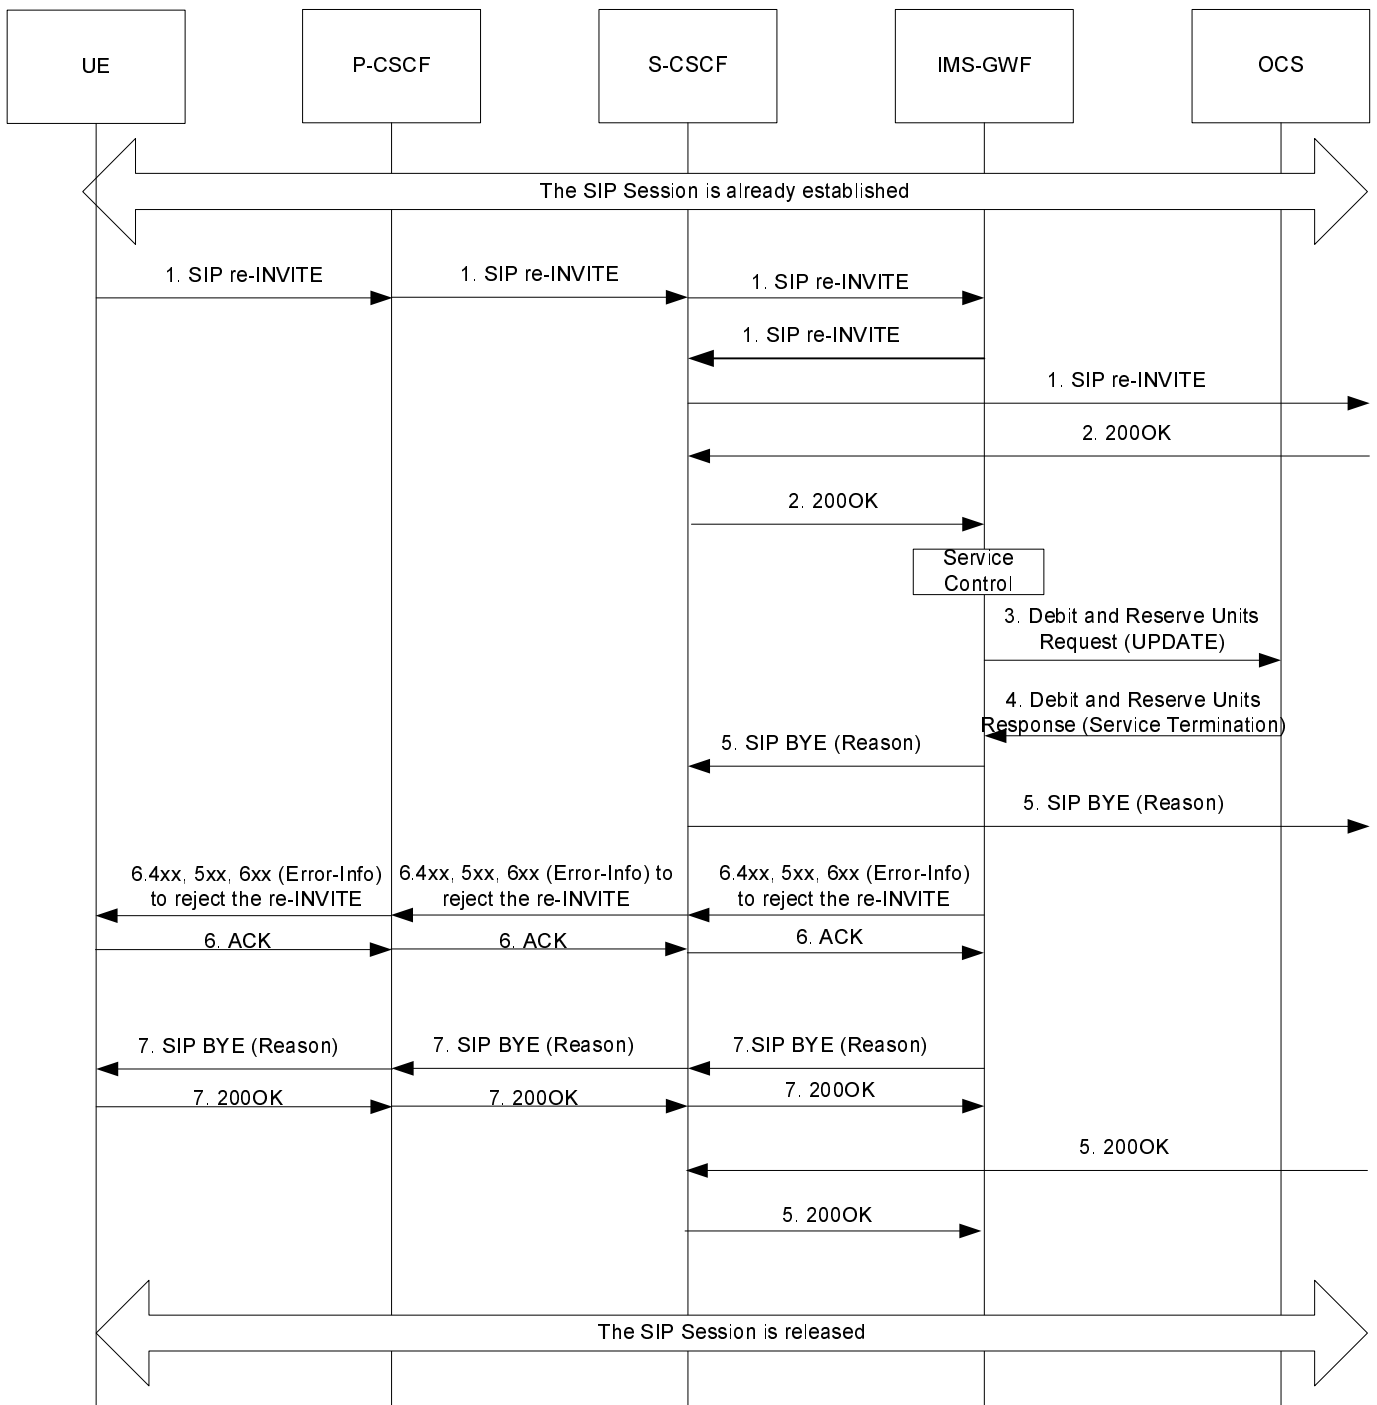 UE
P-CSCF
S-CSCF
IMS-GWF
OCS
The SIP Session is already established
1. SIP re-INVITE
1. SIP re-INVITE
1. SIP re-INVITE
1. SIP re-INVITE
1. SIP re-INVITE
2. 200OK
2. 200OK
Service
Control
3. Debit and Reserve Units
Request (UPDATE)
4. Debit and Reserve Units
Response (Service Termination)
5. SIP BYE (Reason)
5. SIP BYE (Reason)
6.4xx, 5xx, 6xx (Error-Info)
to reject the re-INVITE
6.4xx, 5xx, 6xx (Error-Info) to
reject the re-INVITE
6.4xx, 5xx, 6xx (Error-Info)
to reject the re-INVITE
6. ACK
6. ACK
6. ACK
7. SIP BYE (Reason)
7. SIP BYE (Reason)
7.SIP BYE (Reason)
7. 200OK
7. 200OK
7. 200OK
5. 200OK
5. 200OK
The SIP Session is released